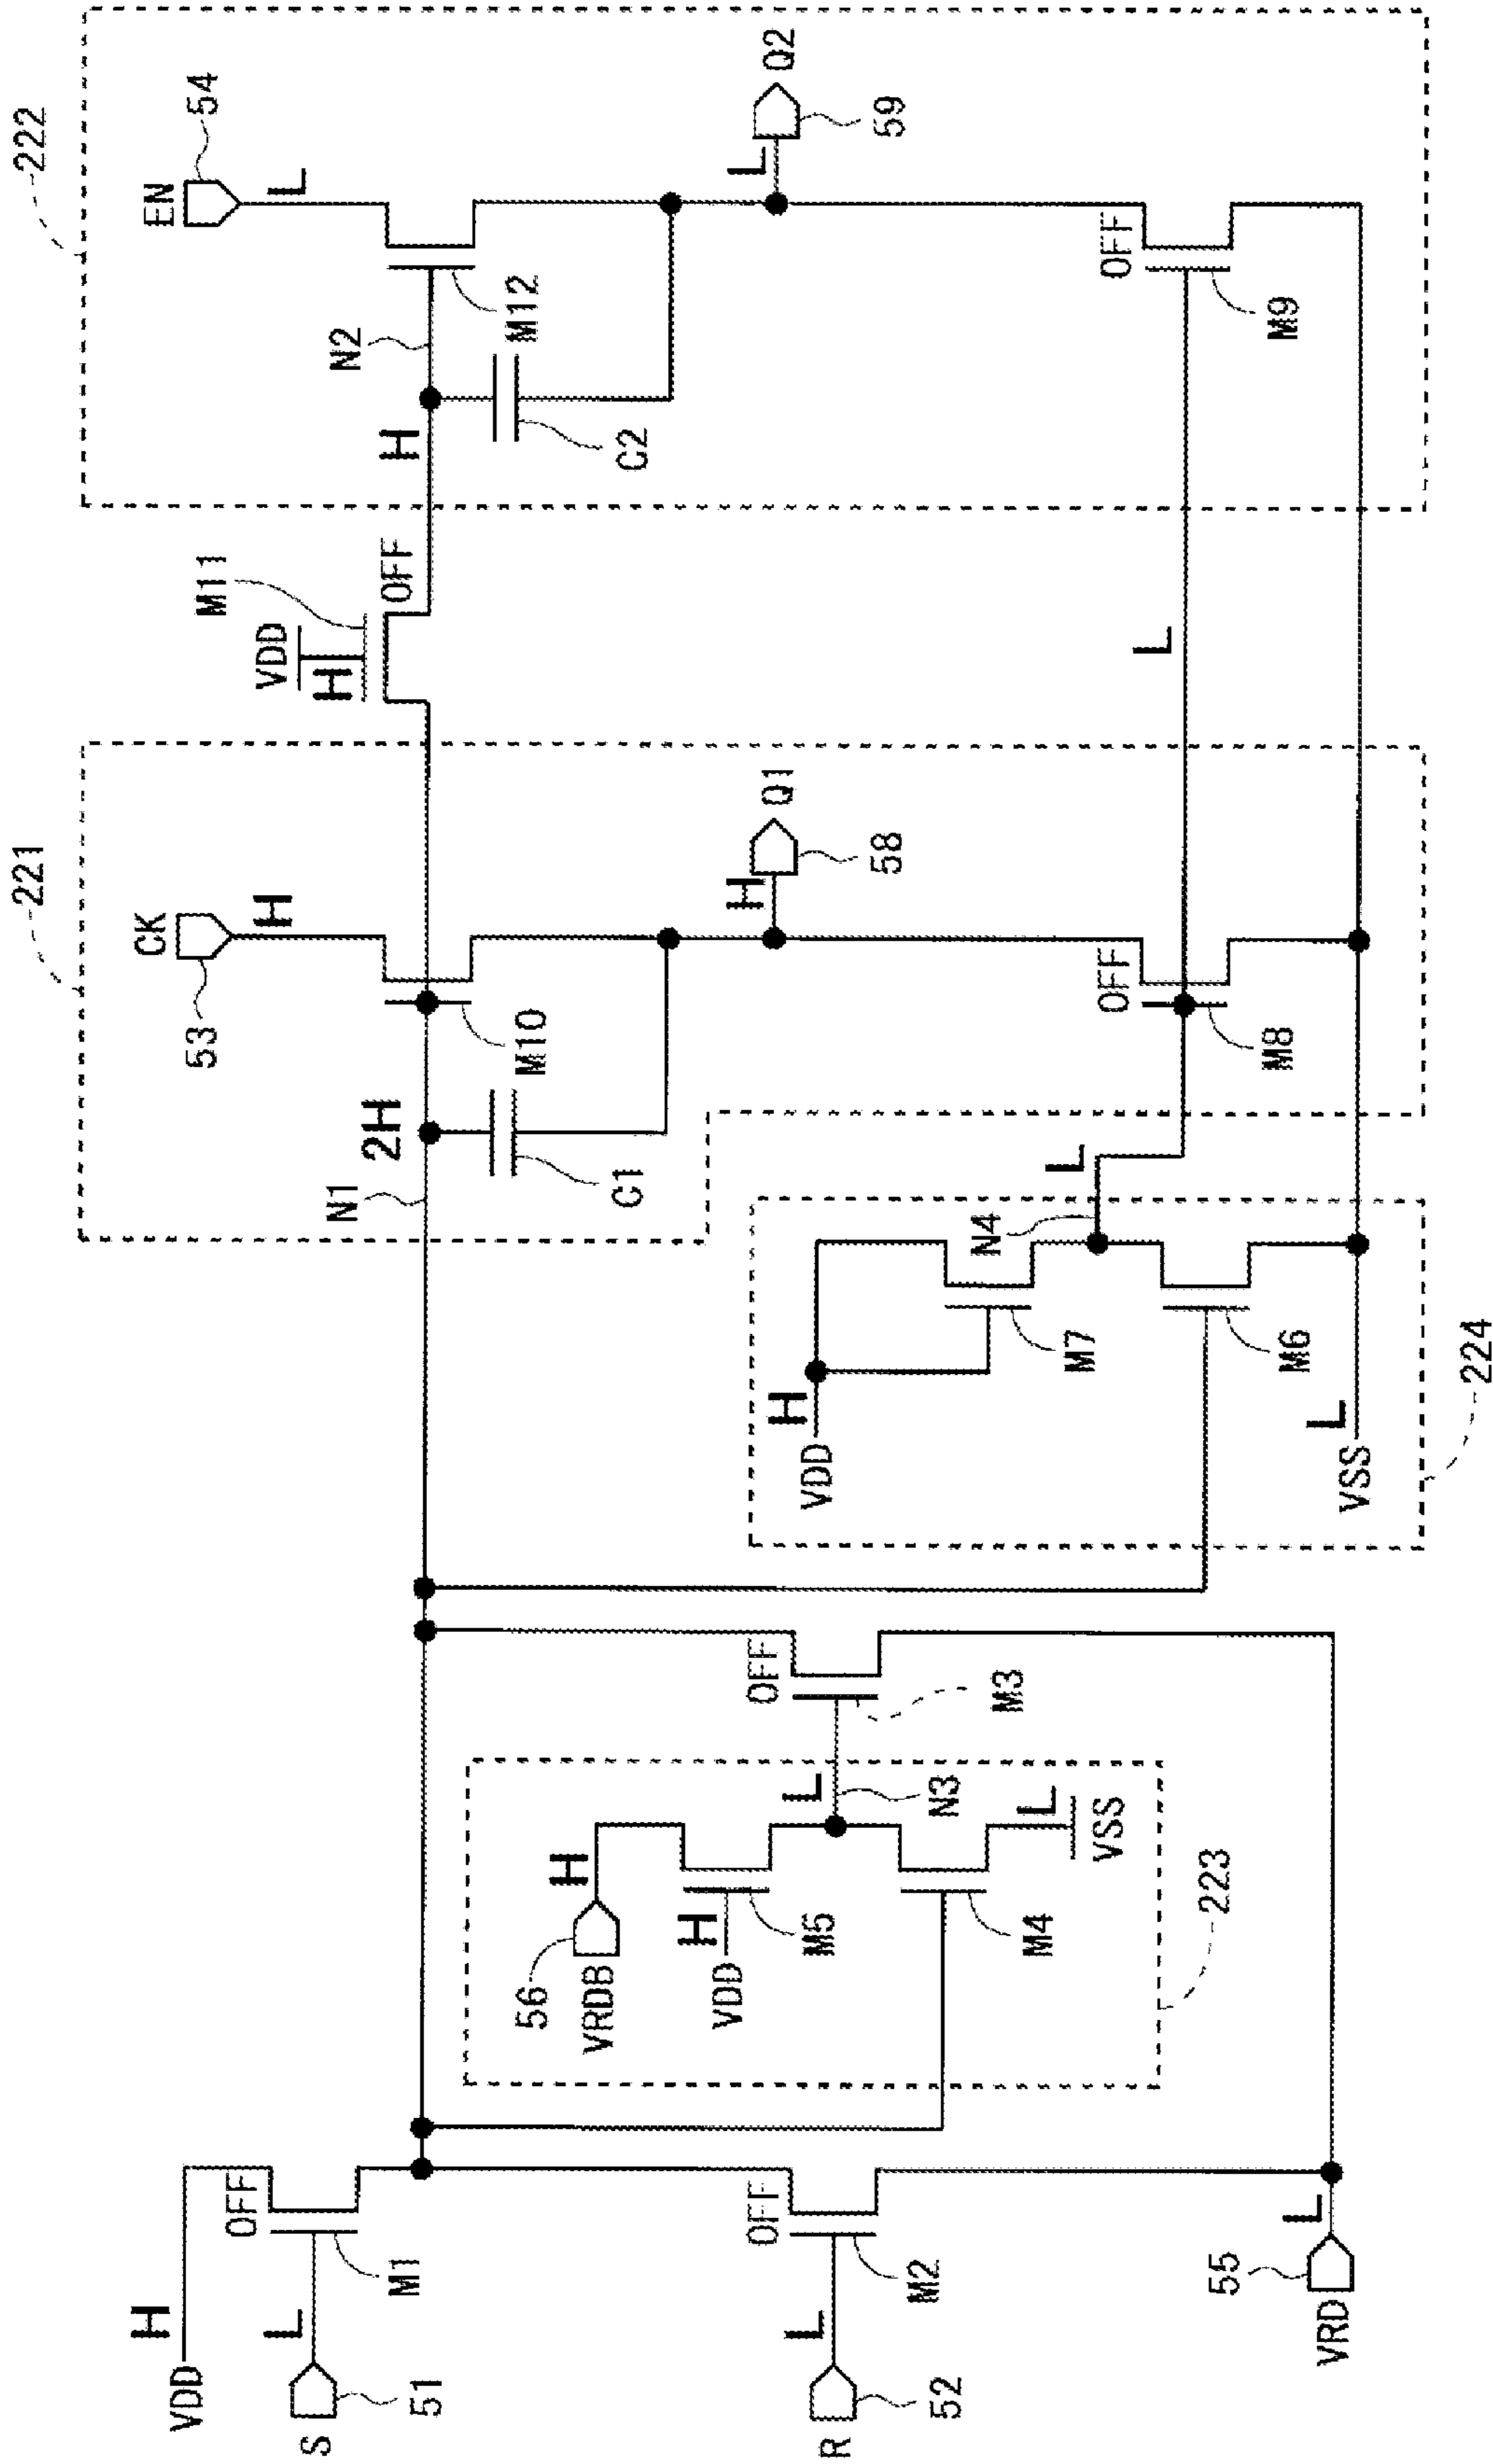 222
221
EN
54
CK
53
L
H
M11
VDD
H
OFF
H
N2
M12
C2
N1
2H
M10
C1
L
Q2
59
H
Q1
58
OFF
M9
L
OFF
M8
VDD
H
M7
N4
L
M6
L
VSS
224
VDD
H
OFF
M1
L
S
51
56
VRDB
H
H
VDD
M5
L
N3
M4
L
VSS
223
OFF
M3
OFF
M2
L
R
52
55
L
VRD